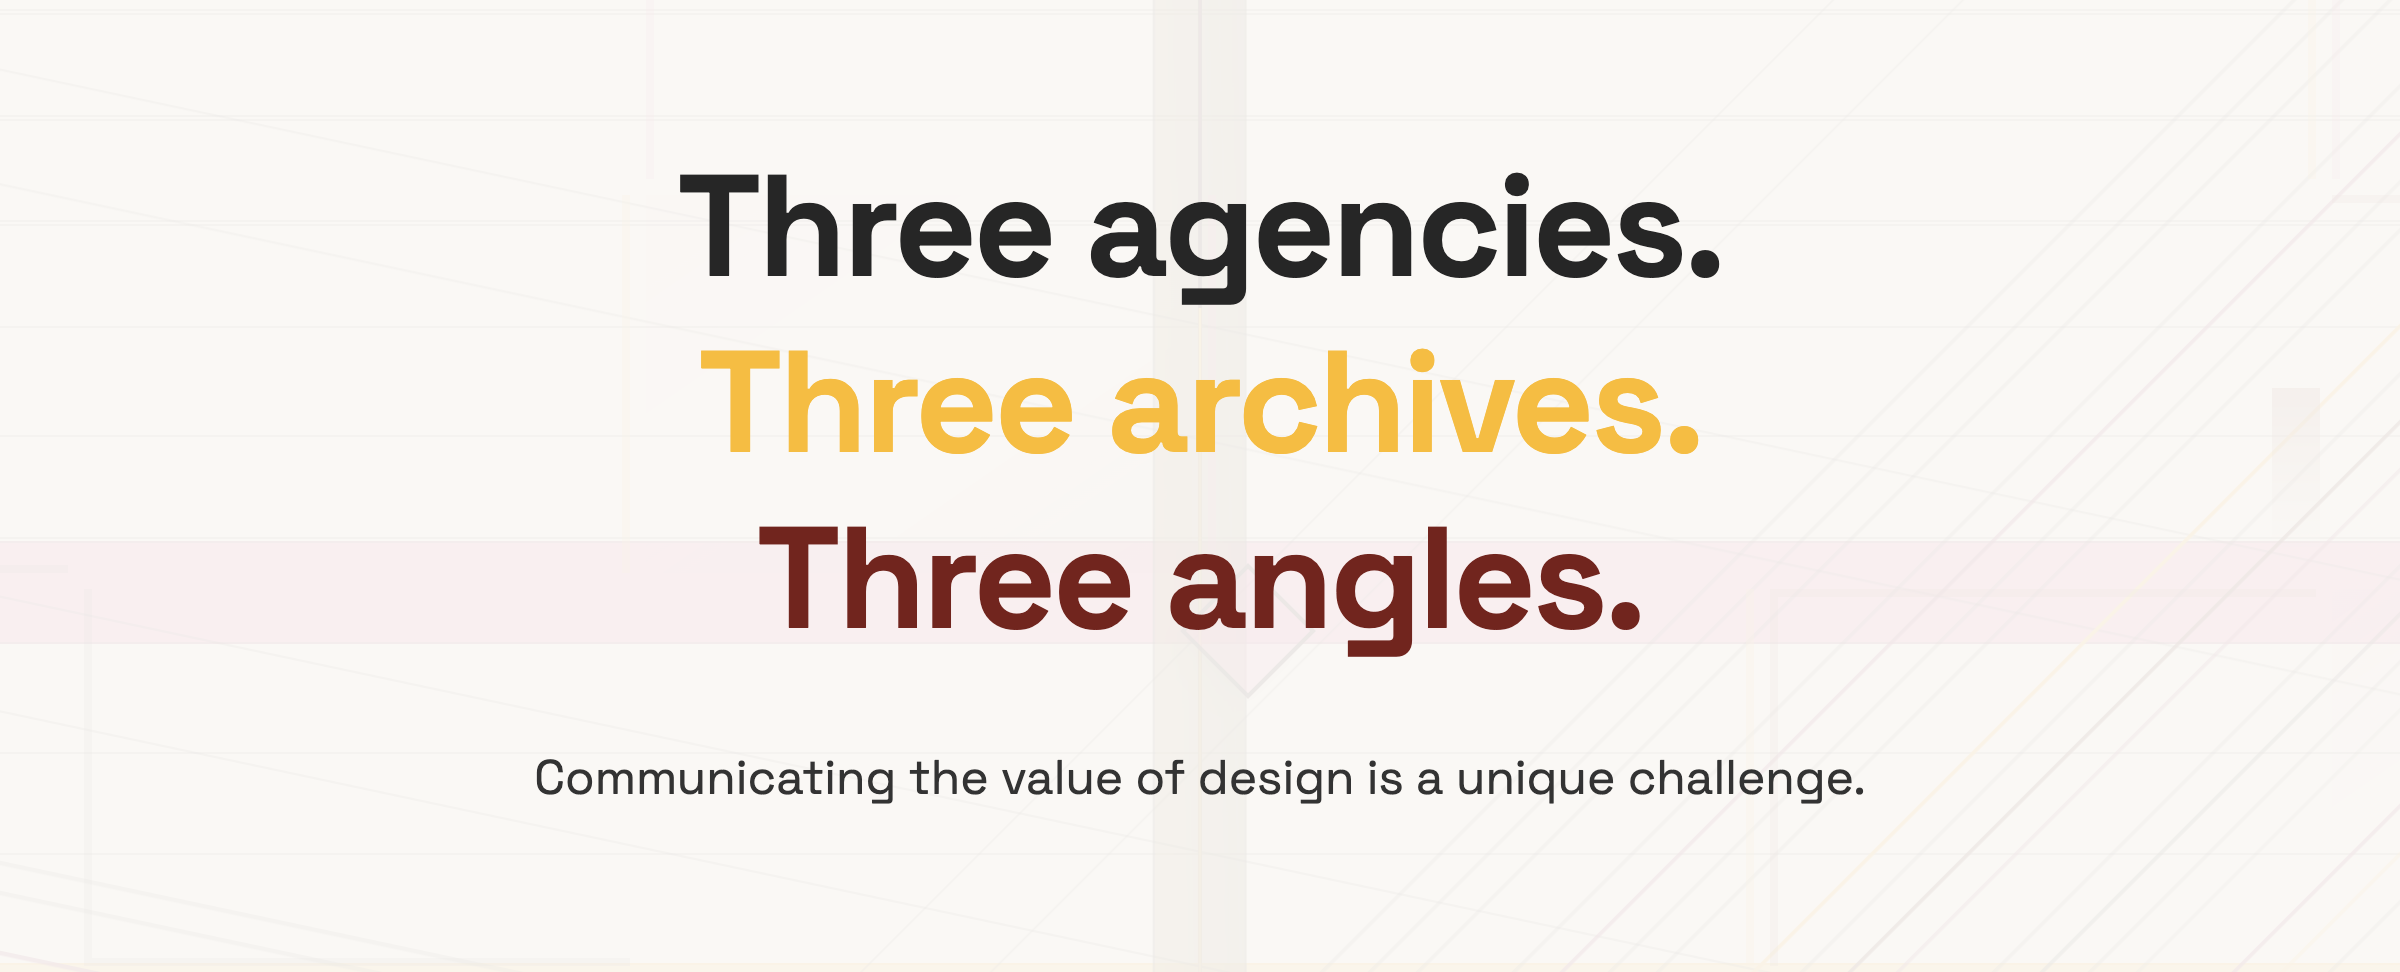 Three agencies.
Three archives.
Three angles.
Communicating the value of design is a unique challenge.